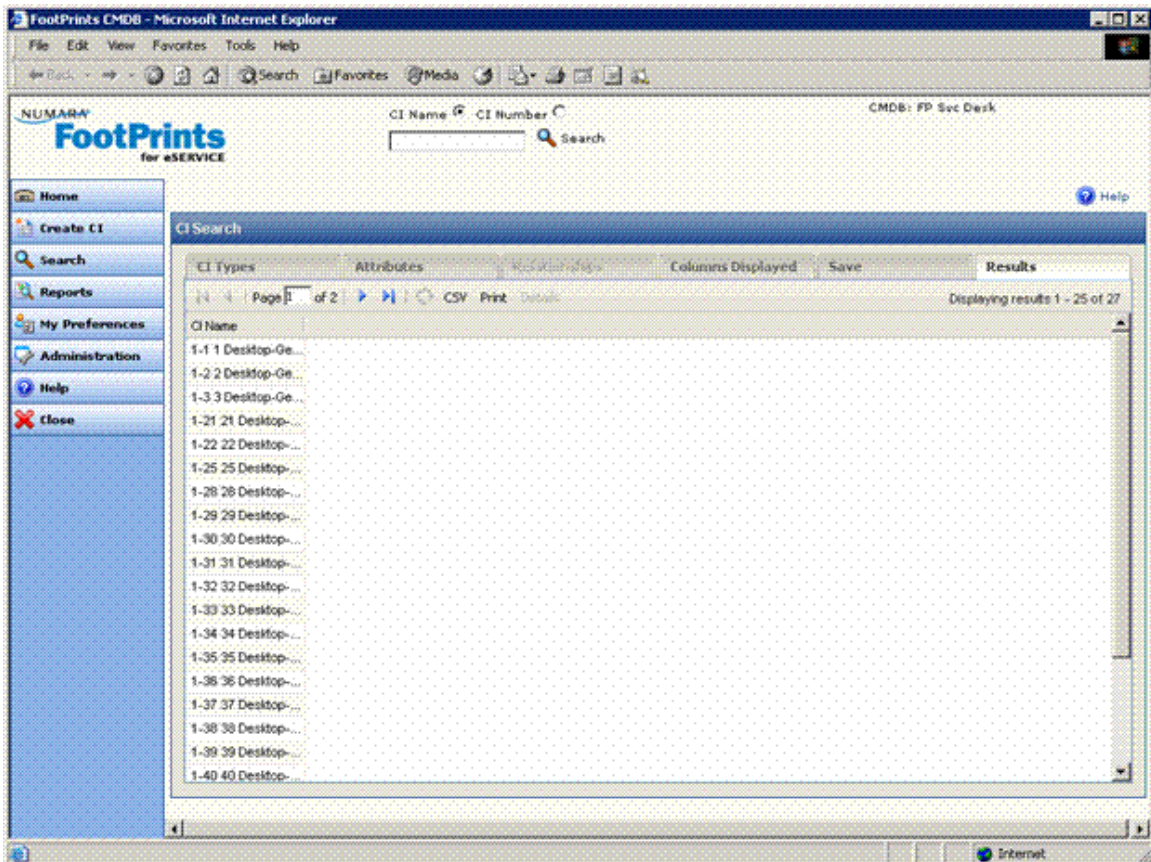 FootPrints CMDB - Microsoft Internet Explorer
File Edit View Favorites Tools Help
Back Search Favorites Media
NUMARA
FootPrints
for eSERVICE
CI Name CI Number
Search
CMDB: FP Svc Desk
Help
Home
Create CI
Search
Reports
My Preferences
Administration
Help
Close
CI Search
CI Types Attributes Relationships Columns Displayed Save Results
Page 1 of 2 CSV Print Details Displaying results 1 - 25 of 27
CI Name
1-1 1 Desktop-Ge...
1-2 2 Desktop-Ge...
1-3 3 Desktop-Ge...
1-21 21 Desktop-...
1-22 22 Desktop-...
1-25 25 Desktop-...
1-28 28 Desktop-...
1-29 29 Desktop-...
1-30 30 Desktop-...
1-31 31 Desktop-...
1-32 32 Desktop-...
1-33 33 Desktop-...
1-34 34 Desktop-...
1-35 35 Desktop-...
1-36 36 Desktop-...
1-37 37 Desktop-...
1-38 38 Desktop-...
1-39 39 Desktop-...
1-40 40 Desktop-...
Internet